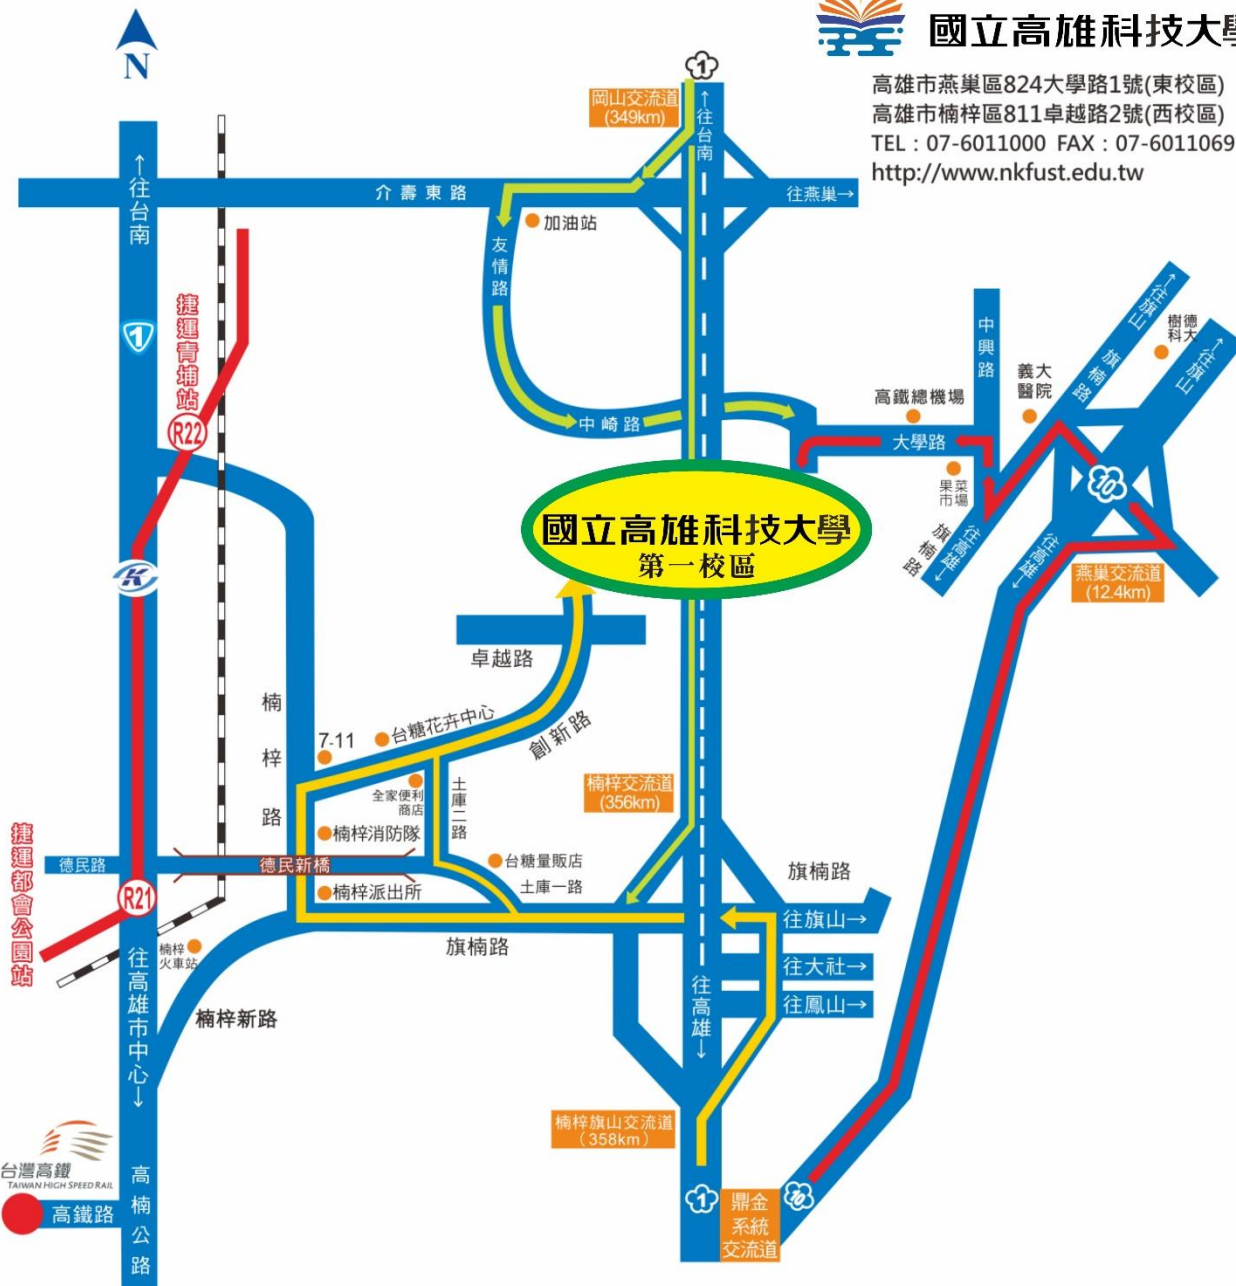 國立高雄科技大學
高雄市燕巢區824大學路1號(東校區)
高雄市楠梓區811卓越路2號(西校區)
TEL：07-6011000 FAX：07-6011069
http://www.nkfust.edu.tw
N
1
岡山交流道
(349km)
↑往台南
↑往台南
介壽東路
往燕巢→
加油站
友情路
1
捷運青埔站
R22
中崎路
高鐵總機場
中興路
大學路
義大醫院
↑往旗山
旗楠路
樹德科大
↑往旗山
果菜市場
10
旗楠路
往高雄↓
往高雄↓
燕巢交流道
(12.4km)
國立高雄科技大學
第一校區
K
卓越路
楠梓路
7-11
台糖花卉中心
創新路
全家便利商店
土庫二路
楠梓交流道
(356km)
楠梓消防隊
捷運都會公園站
德民路
德民新橋
台糖量販店
土庫一路
旗楠路
R21
楠梓派出所
往旗山→
旗楠路
楠梓火車站
往大社→
往高雄市中心↓
往高雄↓
往鳳山→
楠梓新路
楠梓旗山交流道
(358km)
台灣高鐵
TAIWAN HIGH SPEED RAIL
高鐵路
高楠公路
1
鼎金
系統
交流道
10